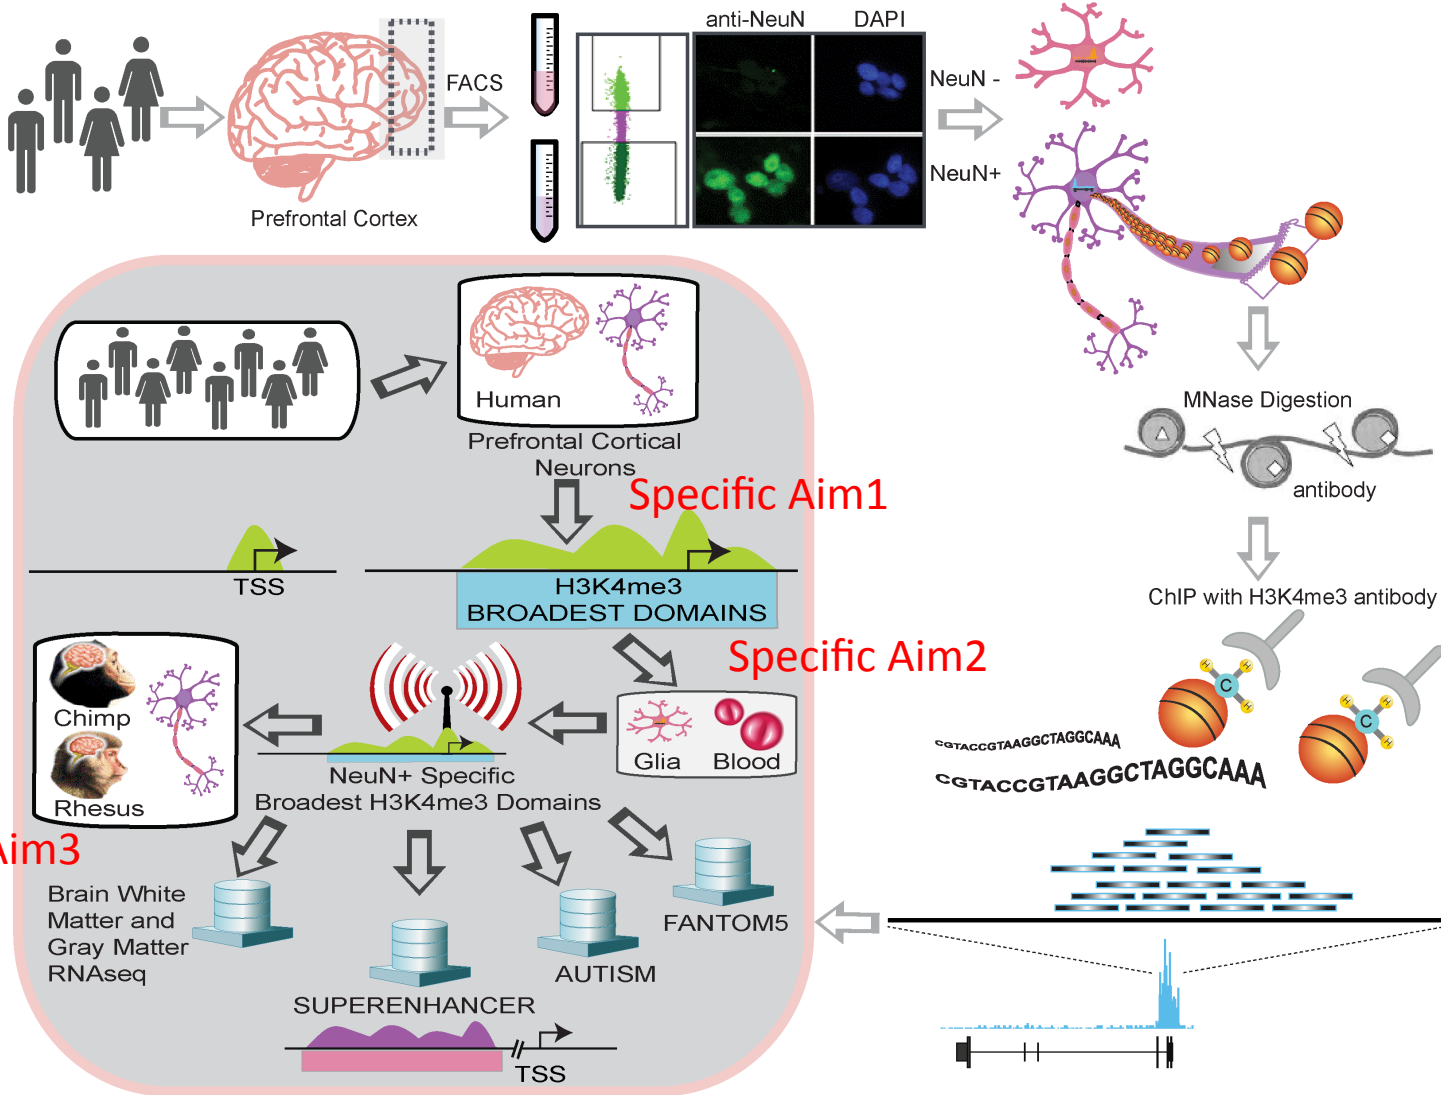 anti-NeuN
DAPI
FACS
NeuN -
NeuN+
Prefrontal Cortex
Human
Prefrontal Cortical
Neurons
Specific Aim1
TSS
H3K4me3
BROADEST DOMAINS
Specific Aim2
Chimp
Rhesus
Glia
Blood
NeuN+ Specific
Broadest H3K4me3 Domains
Aim3
Brain White
Matter and
Gray Matter
RNAseq
SUPERENHANCER
AUTISM
FANTOM5
TSS
MNase Digestion
antibody
ChIP with H3K4me3 antibody
H
H
C
H
H
H
C
H
CGTACCGTAAGGCTAGGCAAA
CGTACCGTAAGGCTAGGCAAA